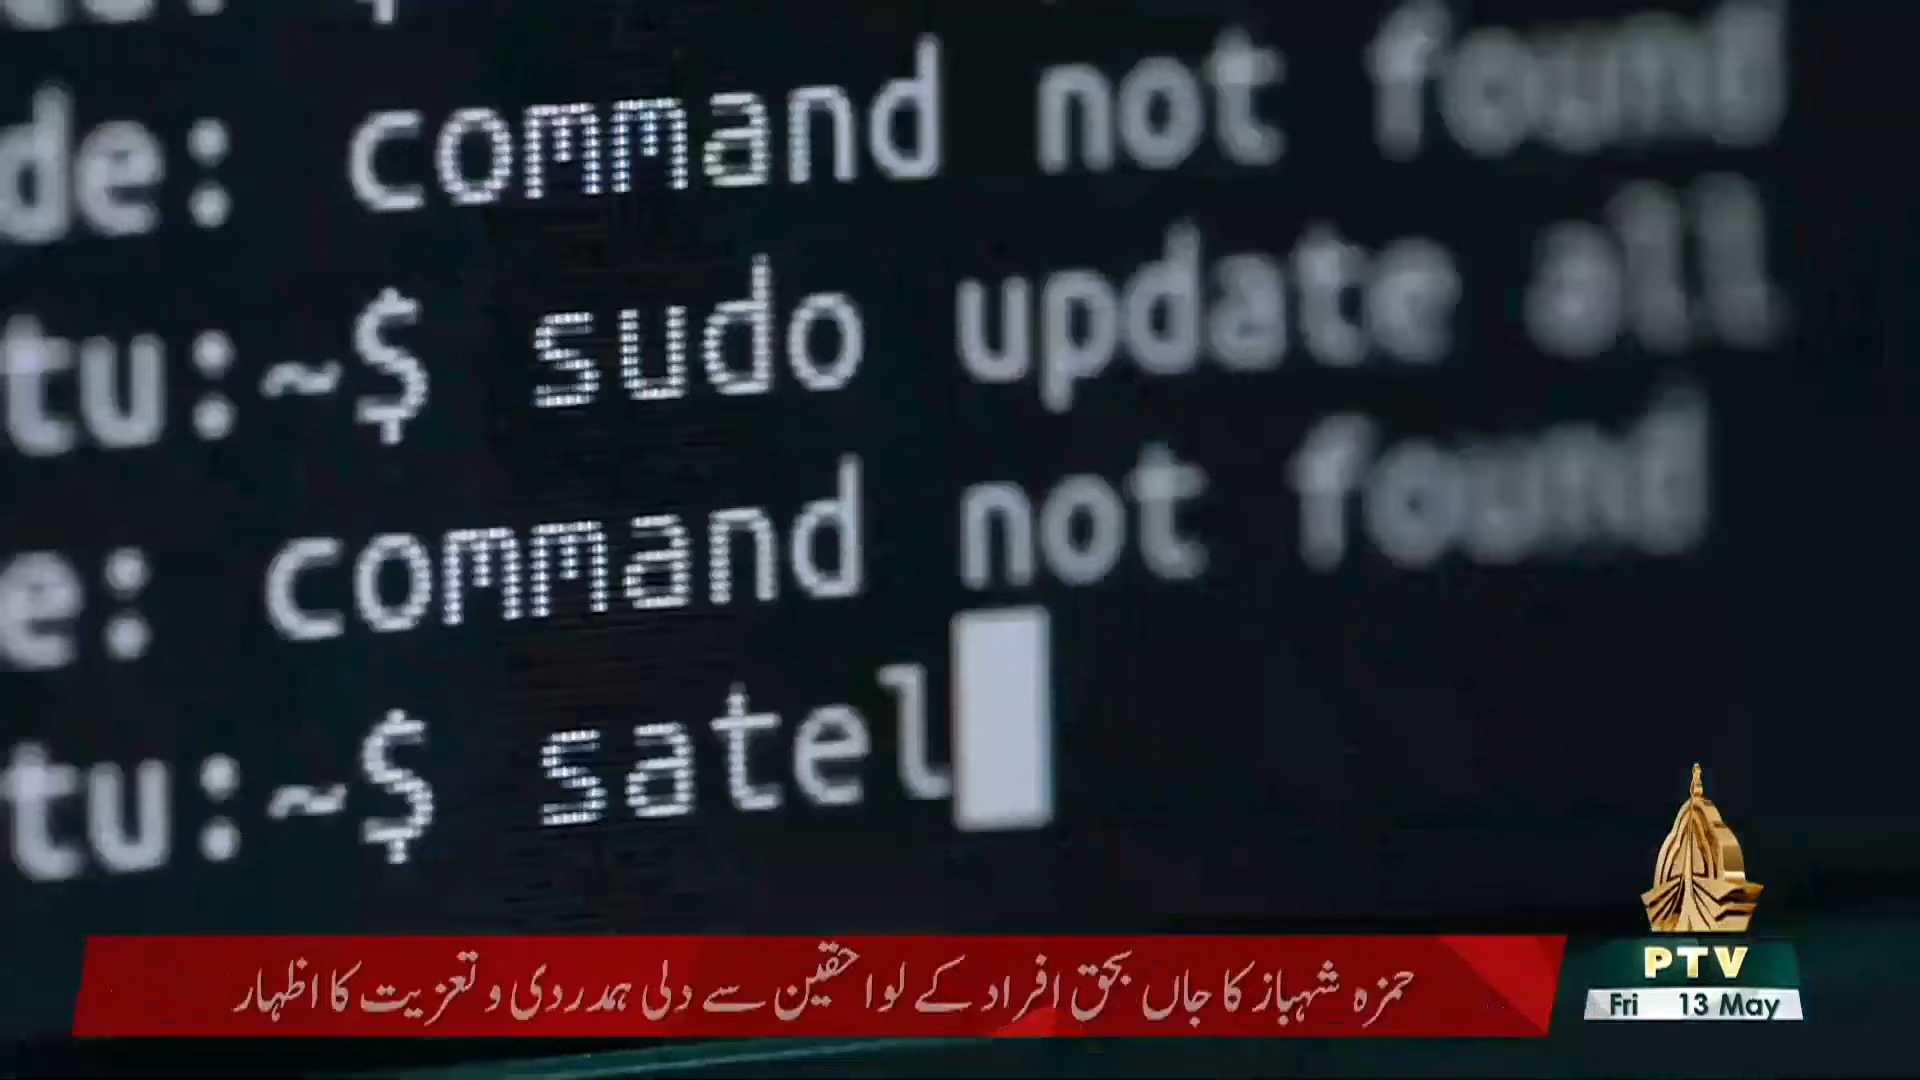 de: command not found
tu:~$ sudo update all
e: command not found
tu:~$ satel
حمزہ شہباز کا جاں بحق افراد کے لواحقین سے دلی ہمدردی و تعزیت کا اظہار
PTV
Fri 13 May